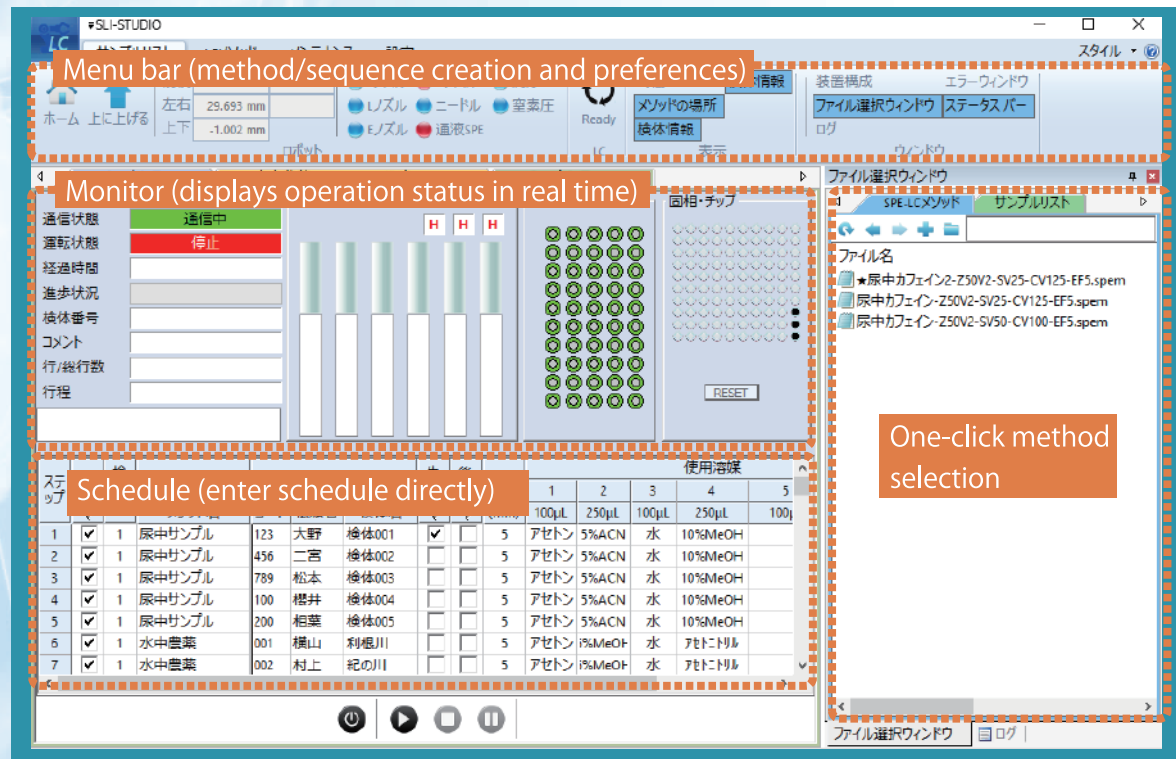 ▾SLI-STUDIO
LC
スタイル
Menu bar (method/sequence creation and preferences)
ホーム 上に上げる
左右 29.693 mm
上下 -1.002 mm
ロボット
Lノズル ニードル 窒素圧
Eノズル 通液SPE
Ready
LC
情報
メソッドの場所
検体情報
表示
装置構成 エラーウィンドウ
ファイル選択ウィンドウ ステータス バー
ログ
ウィンドウ
Monitor (displays operation status in real time)
通信状態 通信中
運転状態 停止
経過時間
進歩状況
検体番号
コメント
行/総行数
行程
H H H
固相・チップ
RESET
ファイル選択ウィンドウ
SPE-LCメソッド サンプルリスト
ファイル名
★尿中カフェイン2-Z50V2-SV25-CV125-EF5.spem
尿中カフェイン-Z50V2-SV25-CV125-EF5.spem
尿中カフェイン-Z50V2-SV50-CV100-EF5.spem
One-click method
selection
Schedule (enter schedule directly)
ステップ
使用溶媒
1 2 3 4 5
100μL 250μL 100μL 250μL
1 1 尿中サンプル 123 大野 検体001 5 アセトン 5%ACN 水 10%MeOH
2 1 尿中サンプル 456 二宮 検体002 5 アセトン 5%ACN 水 10%MeOH
3 1 尿中サンプル 789 松本 検体003 5 アセトン 5%ACN 水 10%MeOH
4 1 尿中サンプル 100 櫻井 検体004 5 アセトン 5%ACN 水 10%MeOH
5 1 尿中サンプル 200 相葉 検体005 5 アセトン 5%ACN 水 10%MeOH
6 1 水中農薬 001 横山 利根川 5 アセトン %MeOH 水 アセトニトリル
7 1 水中農薬 002 村上 紀の川 5 アセトン %MeOH 水 アセトニトリル
ファイル選択ウィンドウ ログ